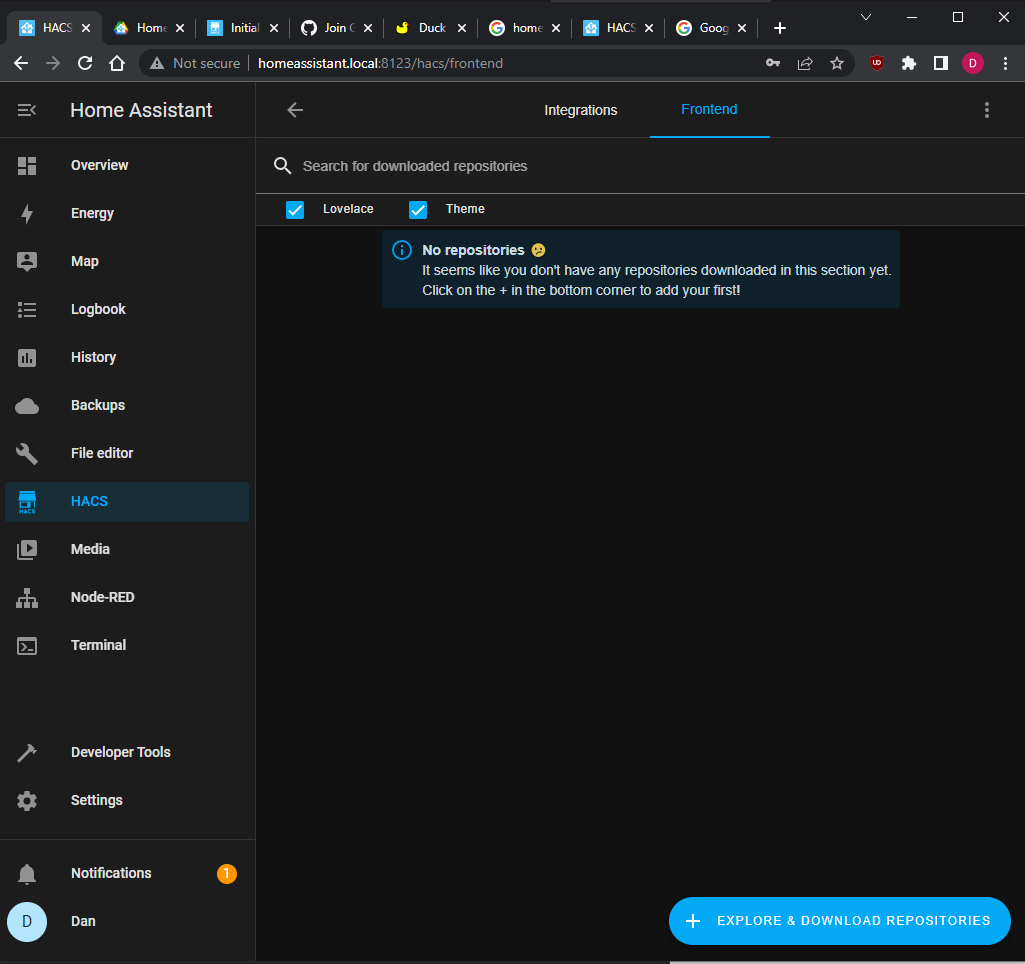 HACS
Home
Initial
Join G
Duck
home
HACS
Goog
Not secure
homeassistant.local:8123/hacs/frontend
UD
D
Home Assistant
Integrations
Frontend
Overview
Search for downloaded repositories
Energy
Lovelace
Theme
Map
No repositories 😕
It seems like you don't have any repositories downloaded in this section yet.
Click on the + in the bottom corner to add your first!
Logbook
History
Backups
File editor
HACS
HACS
Media
Node-RED
Terminal
Developer Tools
Settings
Notifications
1
D
Dan
EXPLORE & DOWNLOAD REPOSITORIES